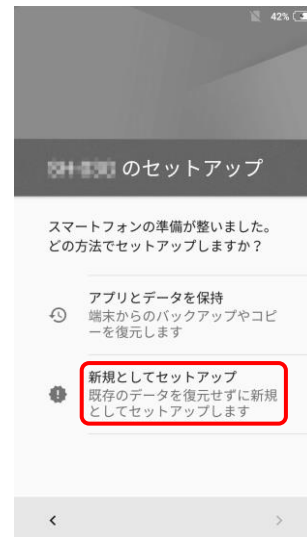 42%
のセットアップ
スマートフォンの準備が整いました。
どの方法でセットアップしますか？
アプリとデータを保持
端末からのバックアップやコピ
ーを復元します
新規としてセットアップ
既存のデータを復元せずに新規
としてセットアップします